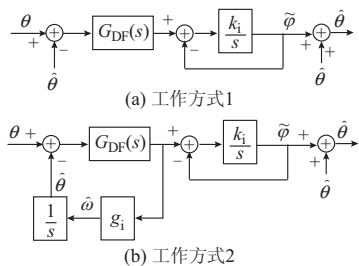 θ + − G_DF(s) + − k_i/s φ̃ + + θ̂
θ̂ θ̂
(a) 工作方式1
θ + − G_DF(s) + − k_i/s φ̃ + + θ̂
θ̂ θ̂
1/s ω̂ g_i
(b) 工作方式2